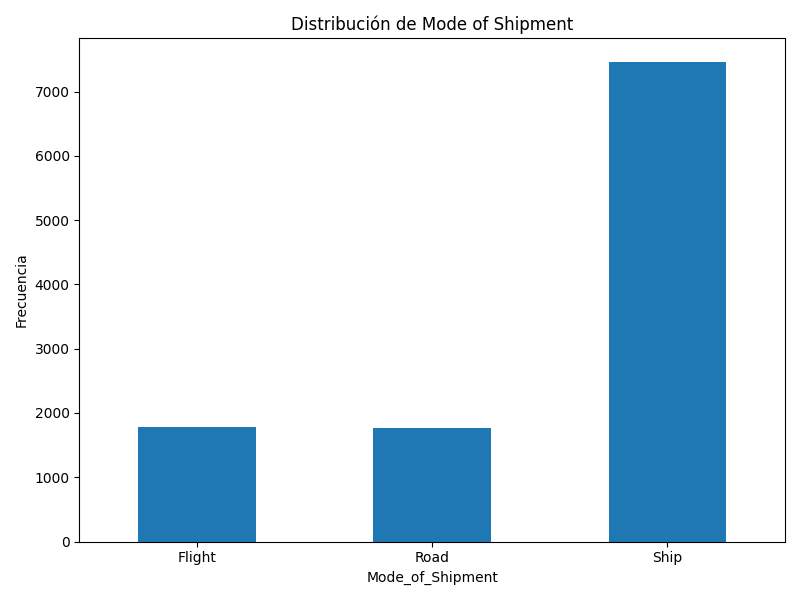 Distribución de Mode of Shipment
Frecuencia
7000
6000
5000
4000
3000
2000
1000
0
Flight Road Ship
Mode_of_Shipment